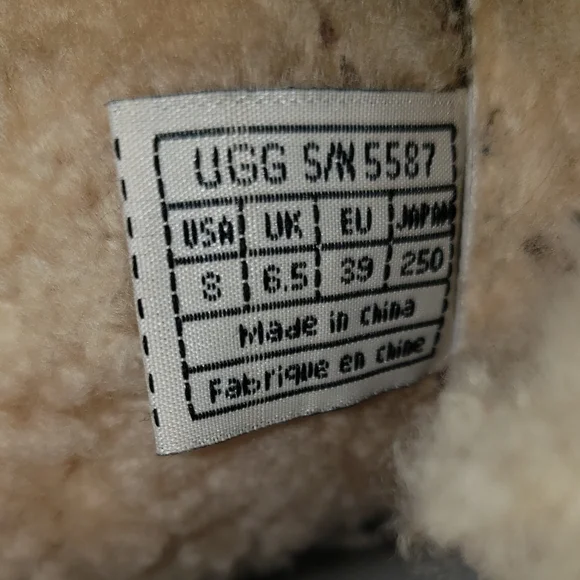 UGG S/N 5587
USA UK EU JAPAN
8 6.5 39 250
Made in China
Fabrique en Chine